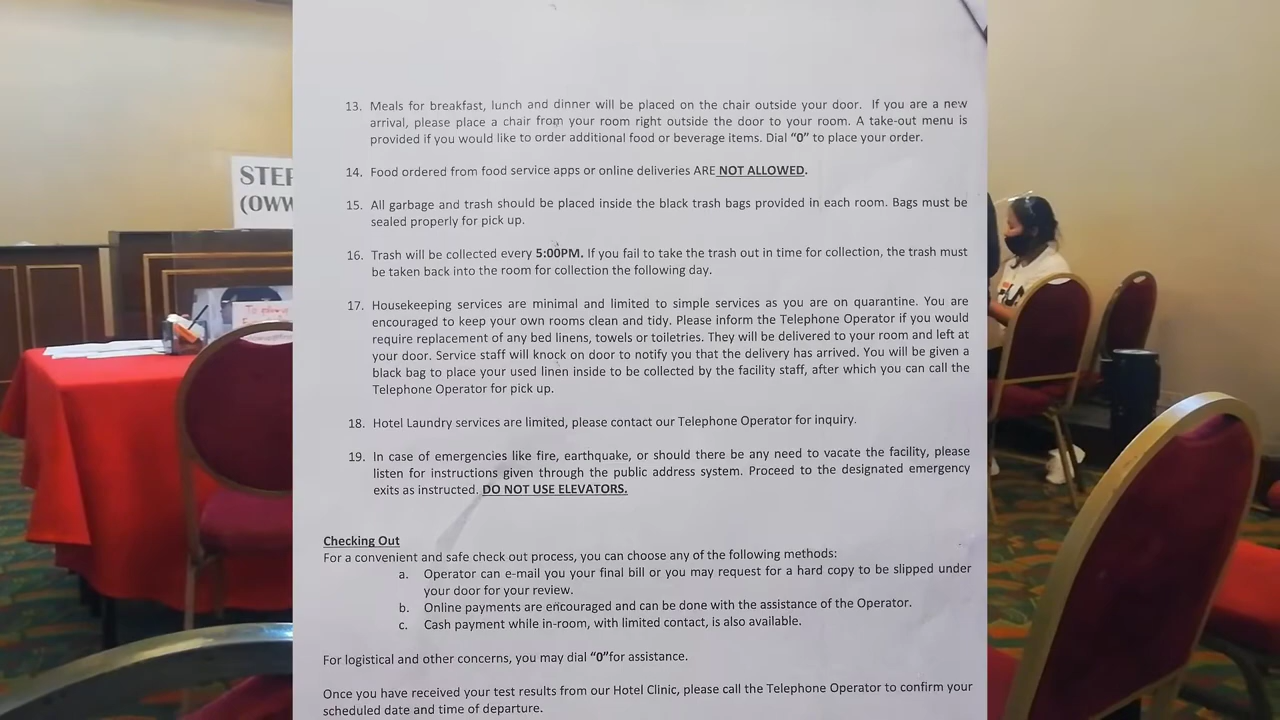 STEP
(OWW
13. Meals for breakfast, lunch and dinner will be placed on the chair outside your door. If you are a new
arrival, please place a chair from your room right outside the door to your room. A take-out menu is
provided if you would like to order additional food or beverage items. Dial “0” to place your order.
14. Food ordered from food service apps or online deliveries ARE NOT ALLOWED.
15. All garbage and trash should be placed inside the black trash bags provided in each room. Bags must be
sealed properly for pick up.
16. Trash will be collected every 5:00PM. If you fail to take the trash out in time for collection, the trash must
be taken back into the room for collection the following day.
17. Housekeeping services are minimal and limited to simple services as you are on quarantine. You are
encouraged to keep your own rooms clean and tidy. Please inform the Telephone Operator if you would
require replacement of any bed linens, towels or toiletries. They will be delivered to your room and left at
your door. Service staff will knock on door to notify you that the delivery has arrived. You will be given a
black bag to place your used linen inside to be collected by the facility staff, after which you can call the
Telephone Operator for pick up.
18. Hotel Laundry services are limited, please contact our Telephone Operator for inquiry.
19. In case of emergencies like fire, earthquake, or should there be any need to vacate the facility, please
listen for instructions given through the public address system. Proceed to the designated emergency
exits as instructed. DO NOT USE ELEVATORS.
Checking Out
For a convenient and safe check out process, you can choose any of the following methods:
a. Operator can e-mail you your final bill or you may request for a hard copy to be slipped under
your door for your review.
b. Online payments are encouraged and can be done with the assistance of the Operator.
c. Cash payment while in-room, with limited contact, is also available.
For logistical and other concerns, you may dial “0”for assistance.
Once you have received your test results from our Hotel Clinic, please call the Telephone Operator to confirm your
scheduled date and time of departure.